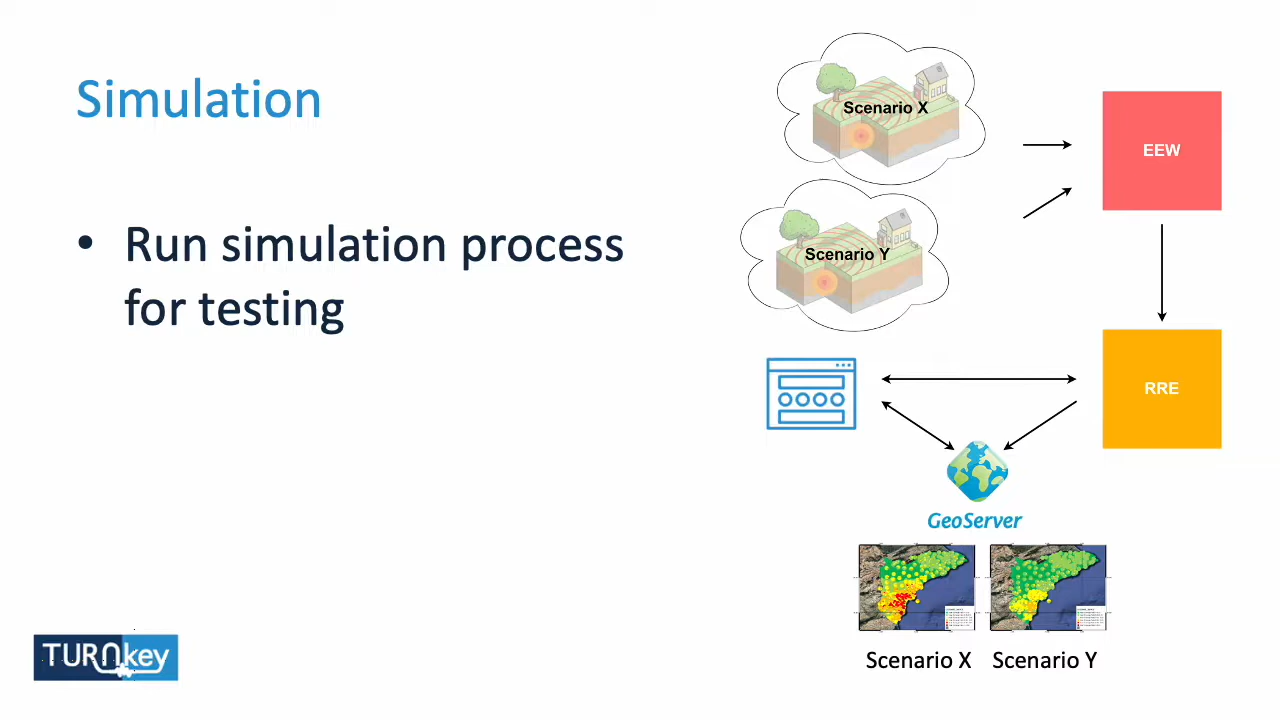 Simulation
• Run simulation process
for testing
Scenario X
Scenario Y
EEW
RRE
GeoServer
Scenario X
Scenario Y
TURNkey